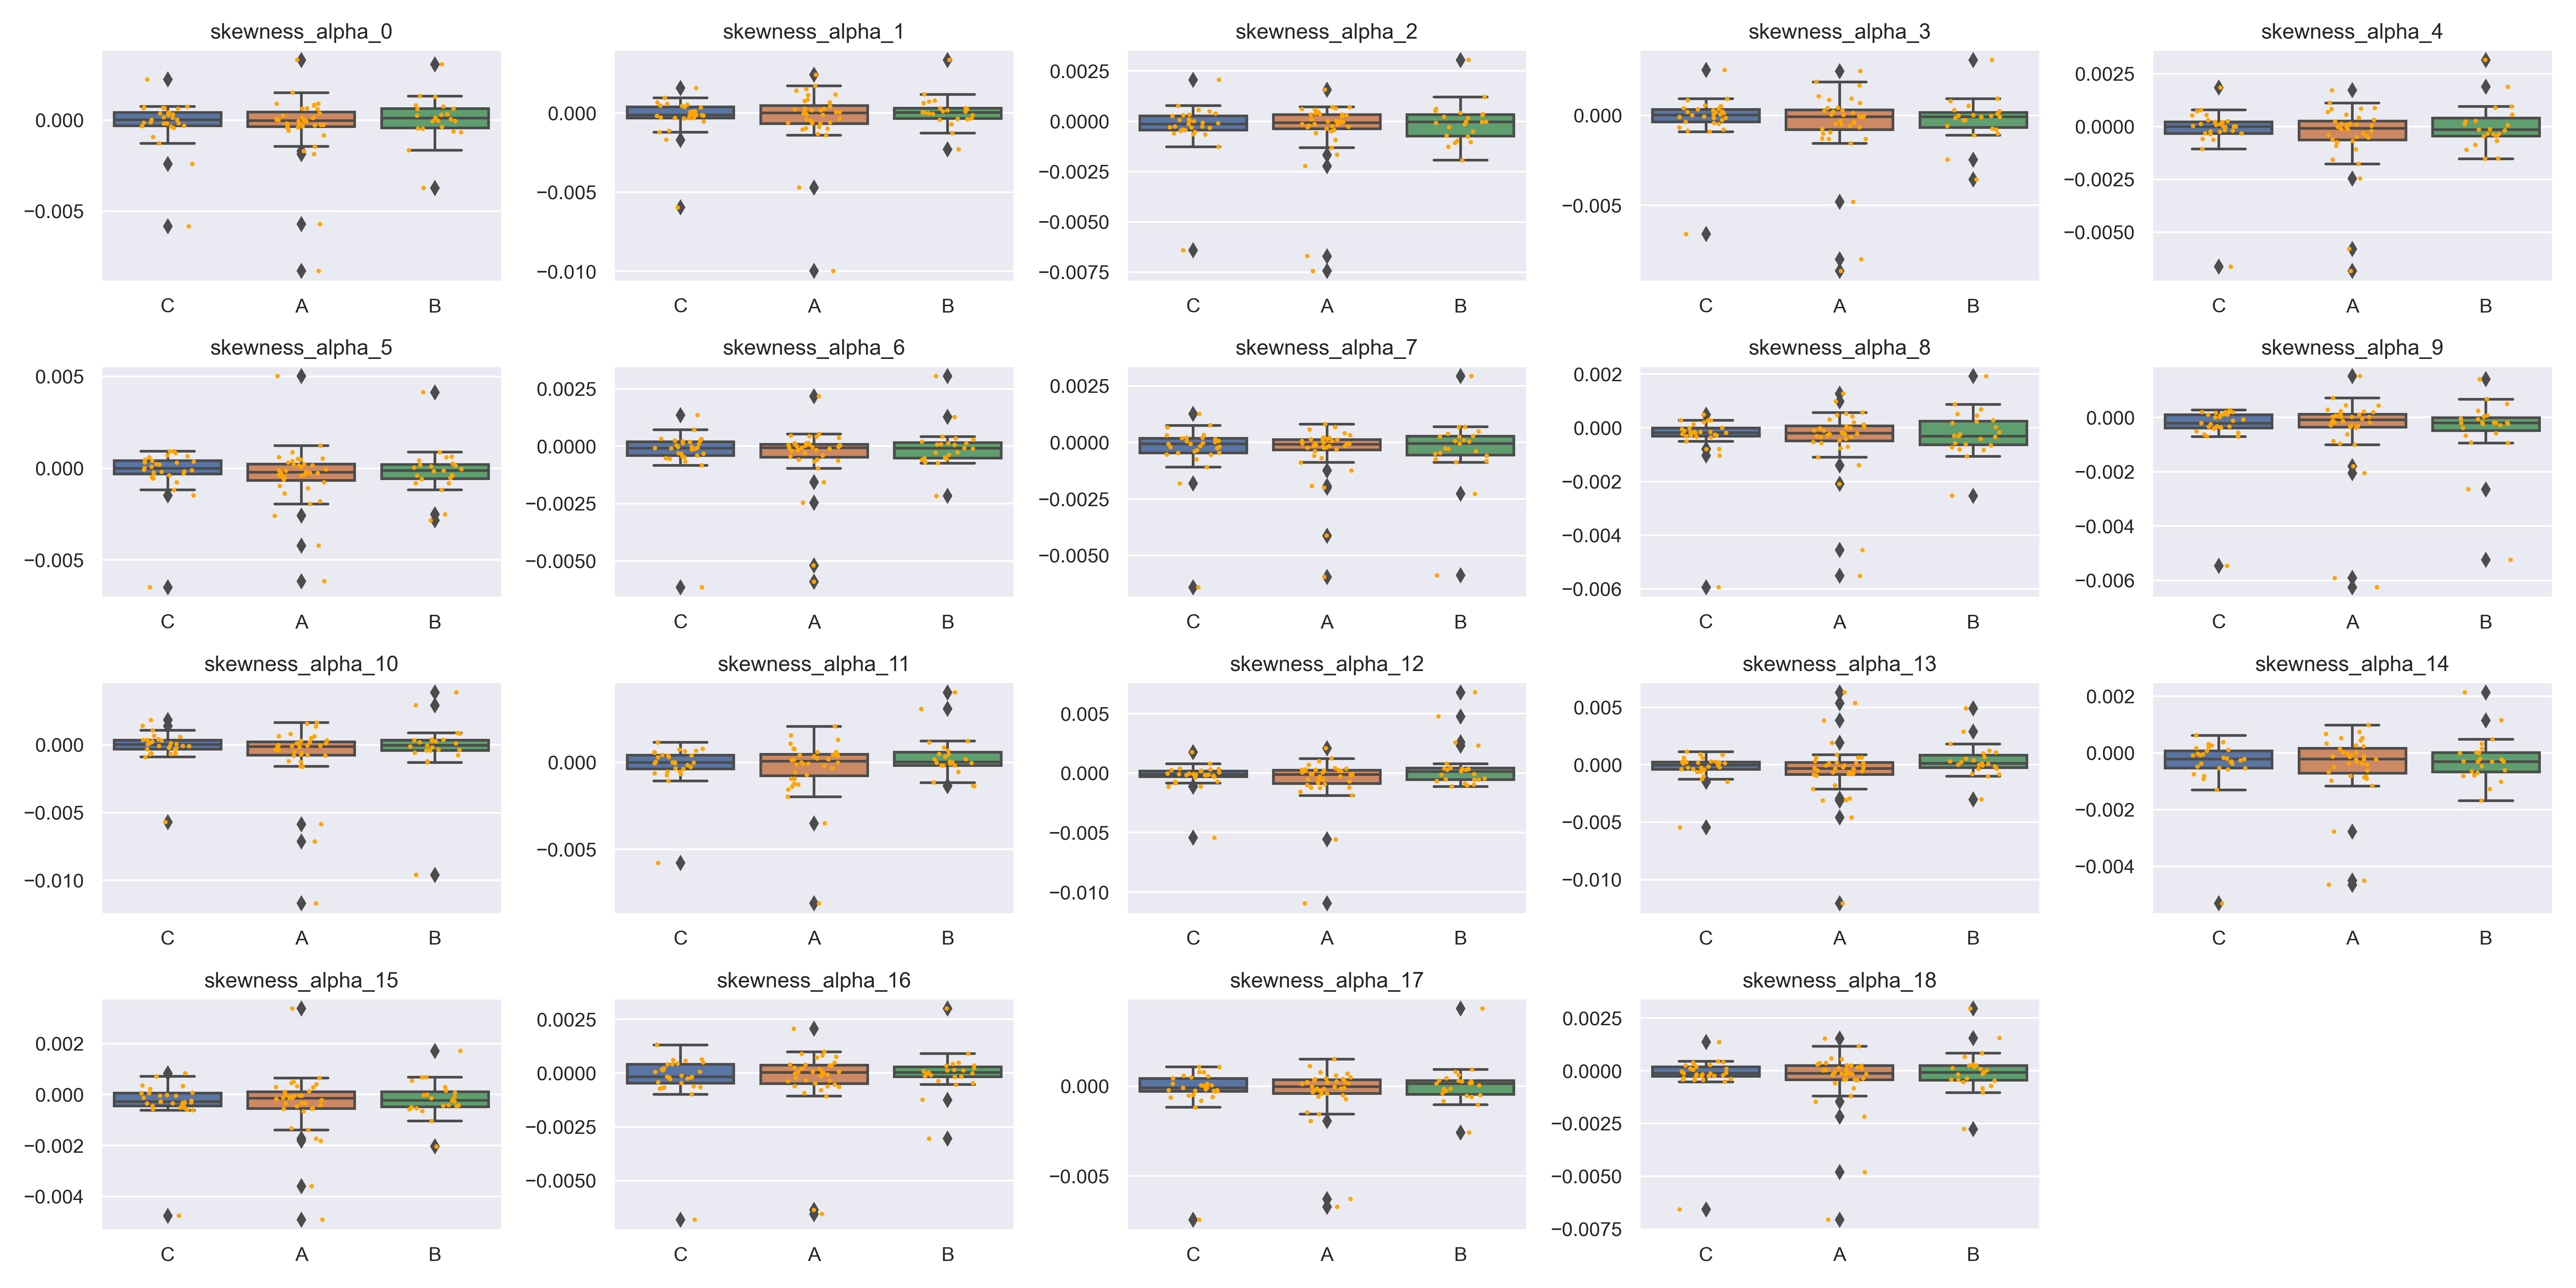 skewness_alpha_0 skewness_alpha_1 skewness_alpha_2 skewness_alpha_3 skewness_alpha_4
0.000
−0.005
C A B
0.000
−0.005
−0.010
C A B
0.0025
0.0000
−0.0025
−0.0050
−0.0075
C A B
0.000
−0.005
C A B
0.0025
0.0000
−0.0025
−0.0050
C A B
skewness_alpha_5 skewness_alpha_6 skewness_alpha_7 skewness_alpha_8 skewness_alpha_9
0.005
0.000
−0.005
C A B
0.0025
0.0000
−0.0025
−0.0050
C A B
0.0025
0.0000
−0.0025
−0.0050
C A B
0.002
0.000
−0.002
−0.004
−0.006
C A B
0.000
−0.002
−0.004
−0.006
C A B
skewness_alpha_10 skewness_alpha_11 skewness_alpha_12 skewness_alpha_13 skewness_alpha_14
0.000
−0.005
−0.010
C A B
0.000
−0.005
C A B
0.005
0.000
−0.005
−0.010
C A B
0.005
0.000
−0.005
−0.010
C A B
0.002
0.000
−0.002
−0.004
C A B
skewness_alpha_15 skewness_alpha_16 skewness_alpha_17 skewness_alpha_18
0.002
0.000
−0.002
−0.004
C A B
0.0025
0.0000
−0.0025
−0.0050
C A B
0.000
−0.005
C A B
0.0025
0.0000
−0.0025
−0.0050
−0.0075
C A B